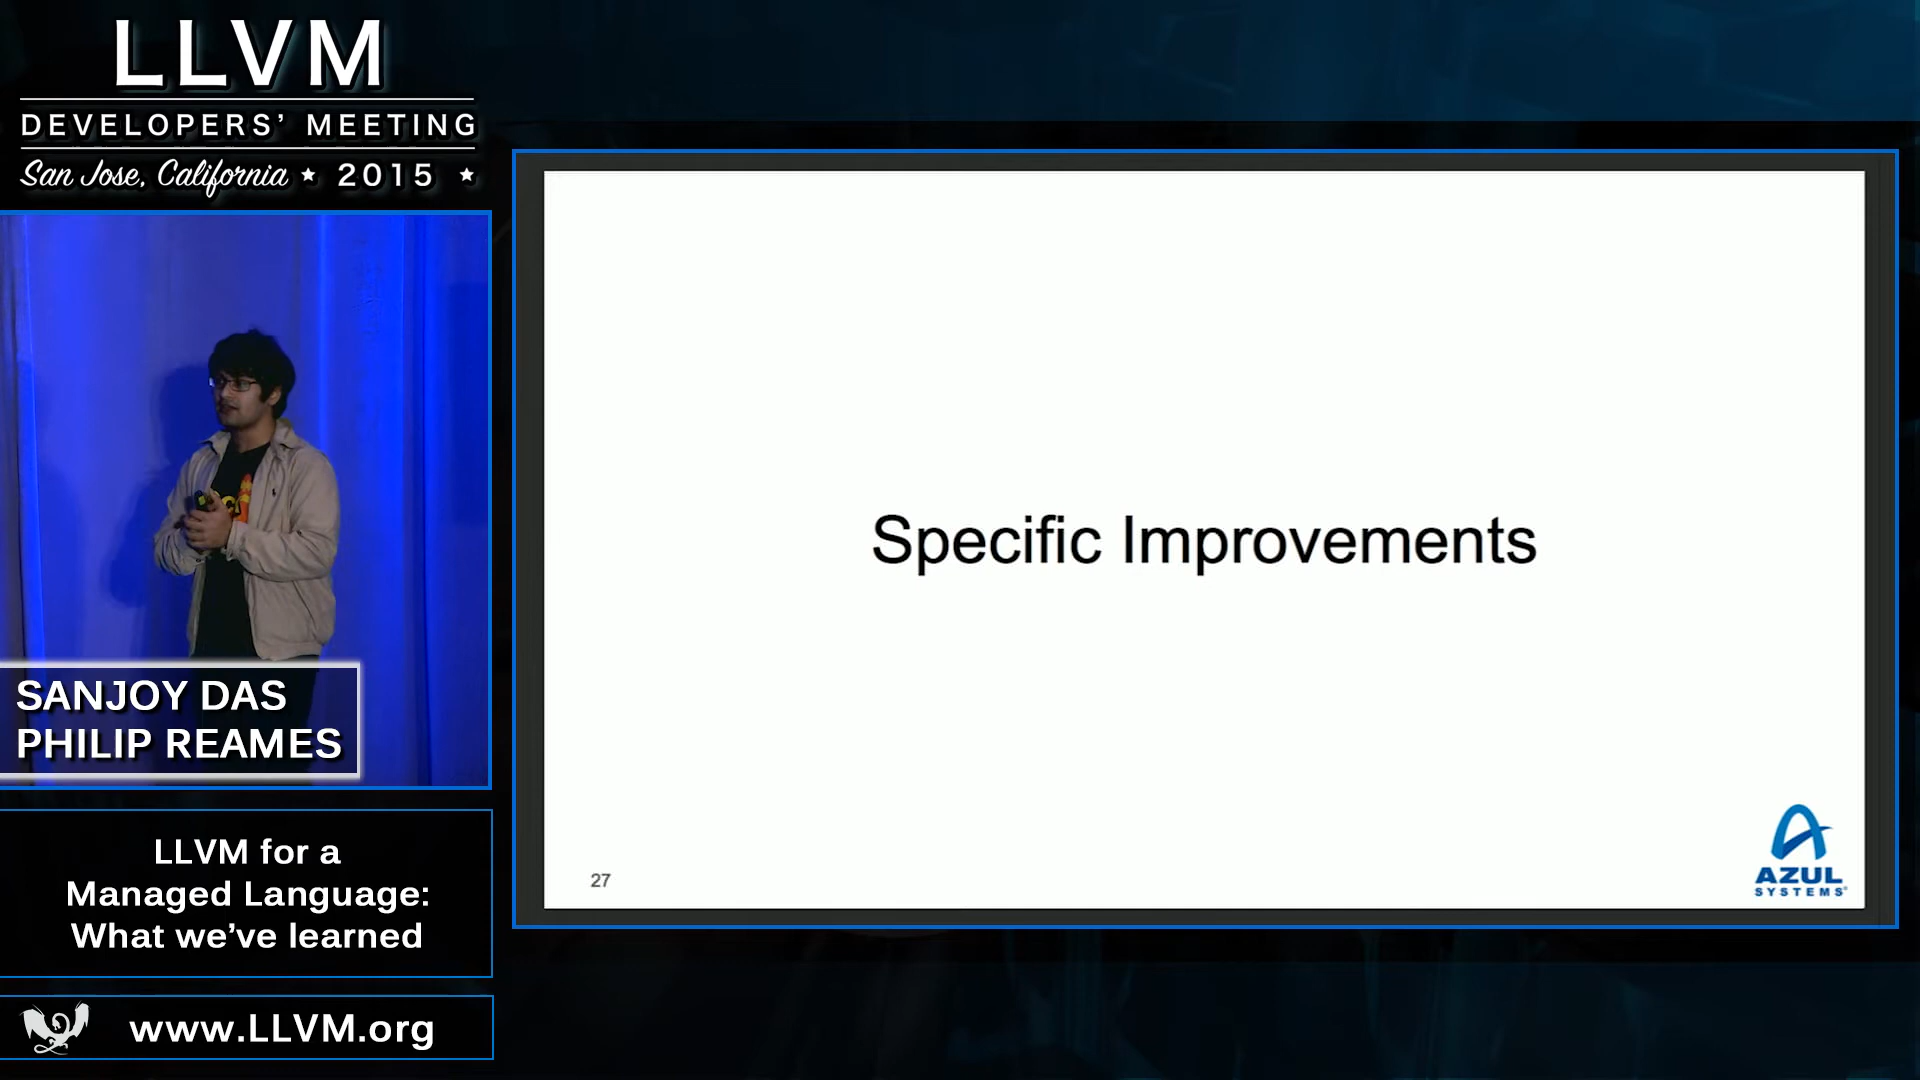 LLVM
DEVELOPERS’ MEETING
San Jose, California ★ 2015 ★
SANJOY DAS
PHILIP REAMES
LLVM for a
Managed Language:
What we’ve learned
www.LLVM.org
Specific Improvements
27
AZUL
SYSTEMS®